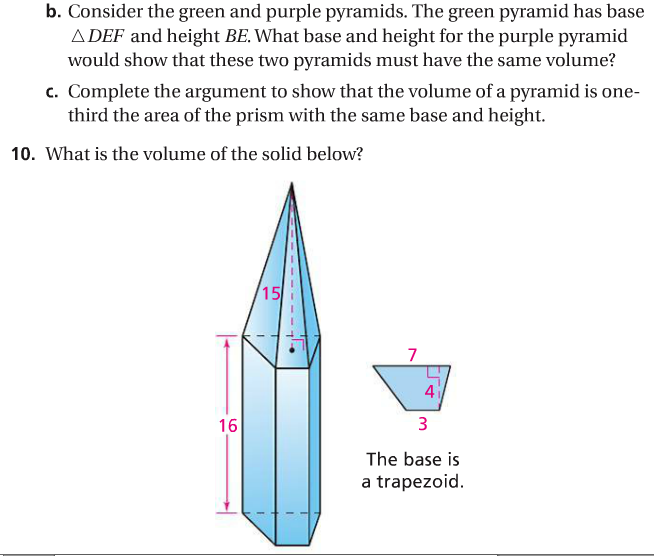 b. Consider the green and purple pyramids. The green pyramid has base
△DEF and height BE. What base and height for the purple pyramid
would show that these two pyramids must have the same volume?
c. Complete the argument to show that the volume of a pyramid is one-
third the area of the prism with the same base and height.
10. What is the volume of the solid below?
15
16
7
4
3
The base is
a trapezoid.